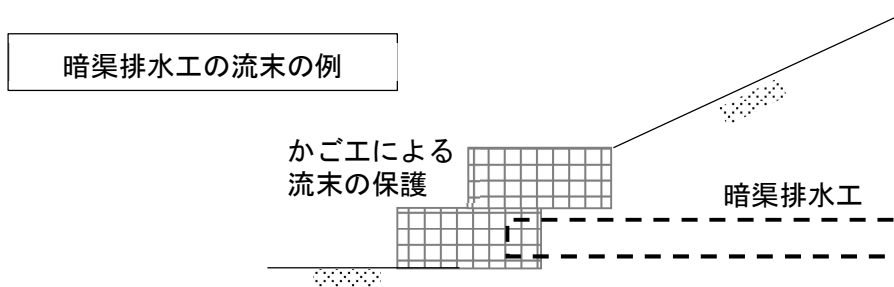 暗渠排水工の流末の例
かご工による
流末の保護
暗渠排水工